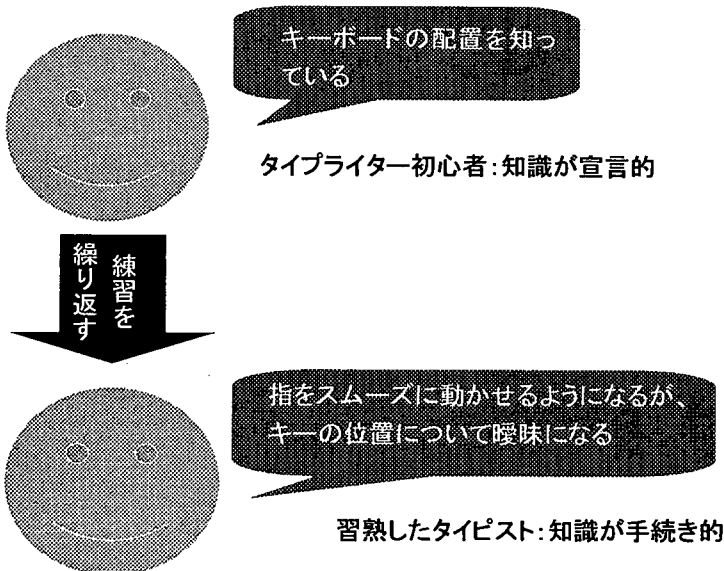 キーボードの配置を知っ
ている
タイプライター初心者：知識が宣言的
練習を
繰り返す
指をスムーズに動かせるようになるが、
キーの位置について曖昧になる
習熟したタイピスト：知識が手続き的